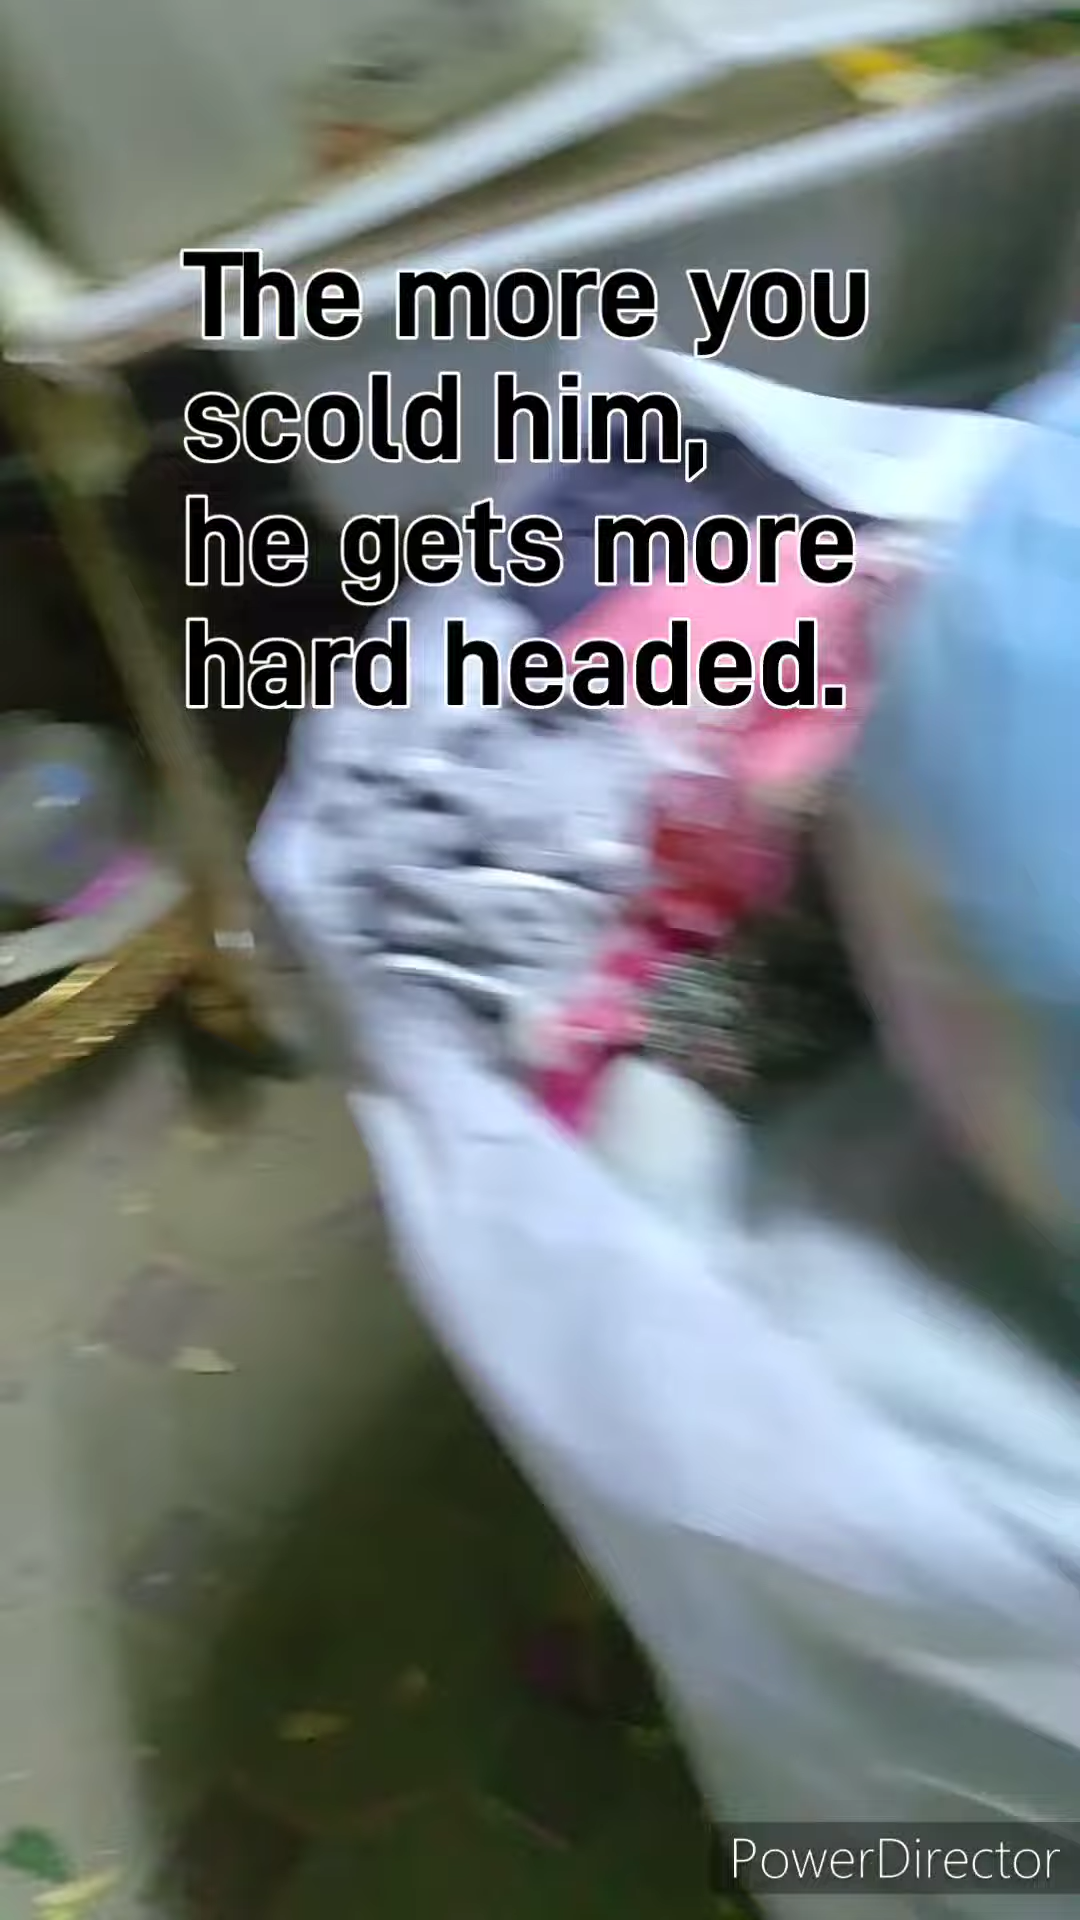 The more you
scold him,
he gets more
hard headed.
PowerDirector